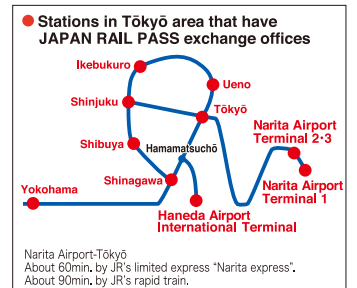 Stations in Tōkyō area that have
JAPAN RAIL PASS exchange offices
Ikebukuro
Ueno
Shinjuku
Tōkyō
Shibuya
Hamamatsuchō
Narita Airport
Terminal 2·3
Shinagawa
Narita Airport
Terminal 1
Yokohama
Haneda Airport
International Terminal
Narita Airport-Tōkyō
About 60min. by JR's limited express “Narita express”.
About 90min. by JR's rapid train.